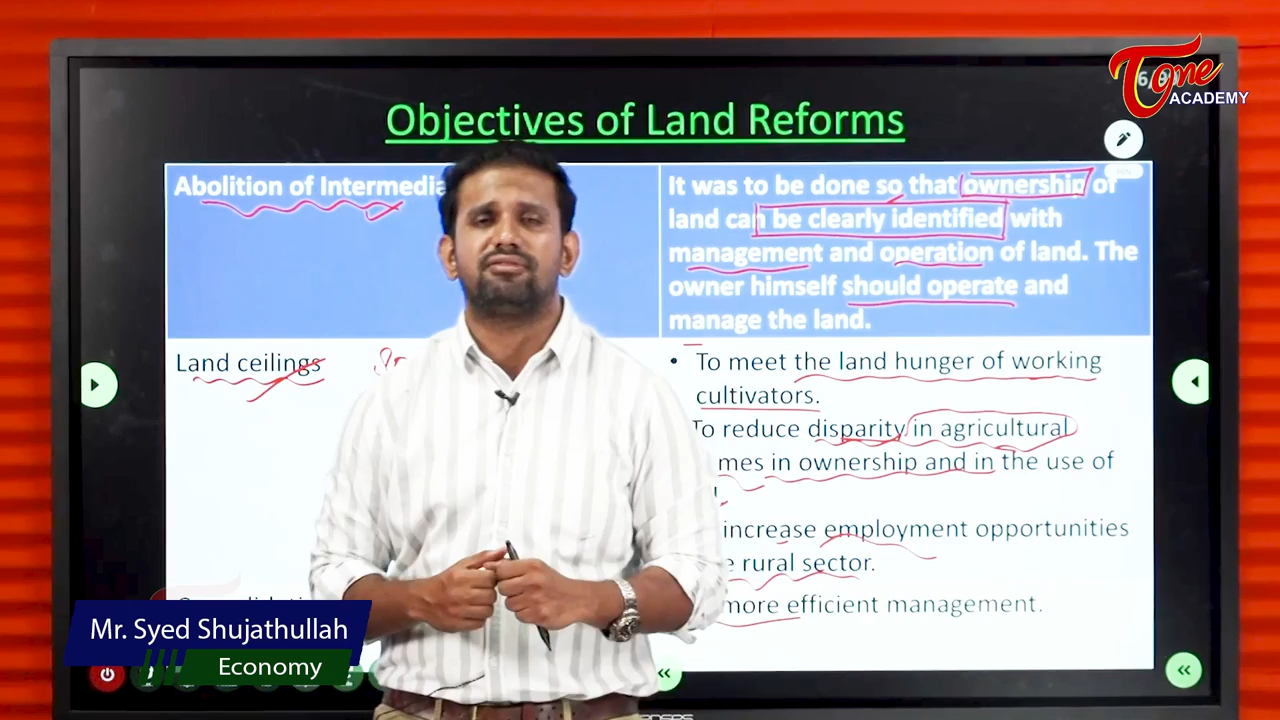 Tone
ACADEMY
Objectives of Land Reforms
Abolition of Intermedia
It was to be done so that ownership of
land can be clearly identified with
management and operation of land. The
owner himself should operate and
manage the land.
Land ceilings
• To meet the land hunger of working
cultivators.
To reduce disparity in agricultural
mes in ownership and in the use of
increase employment opportunities
e rural sector.
more efficient management.
Mr. Syed Shujathullah
Economy